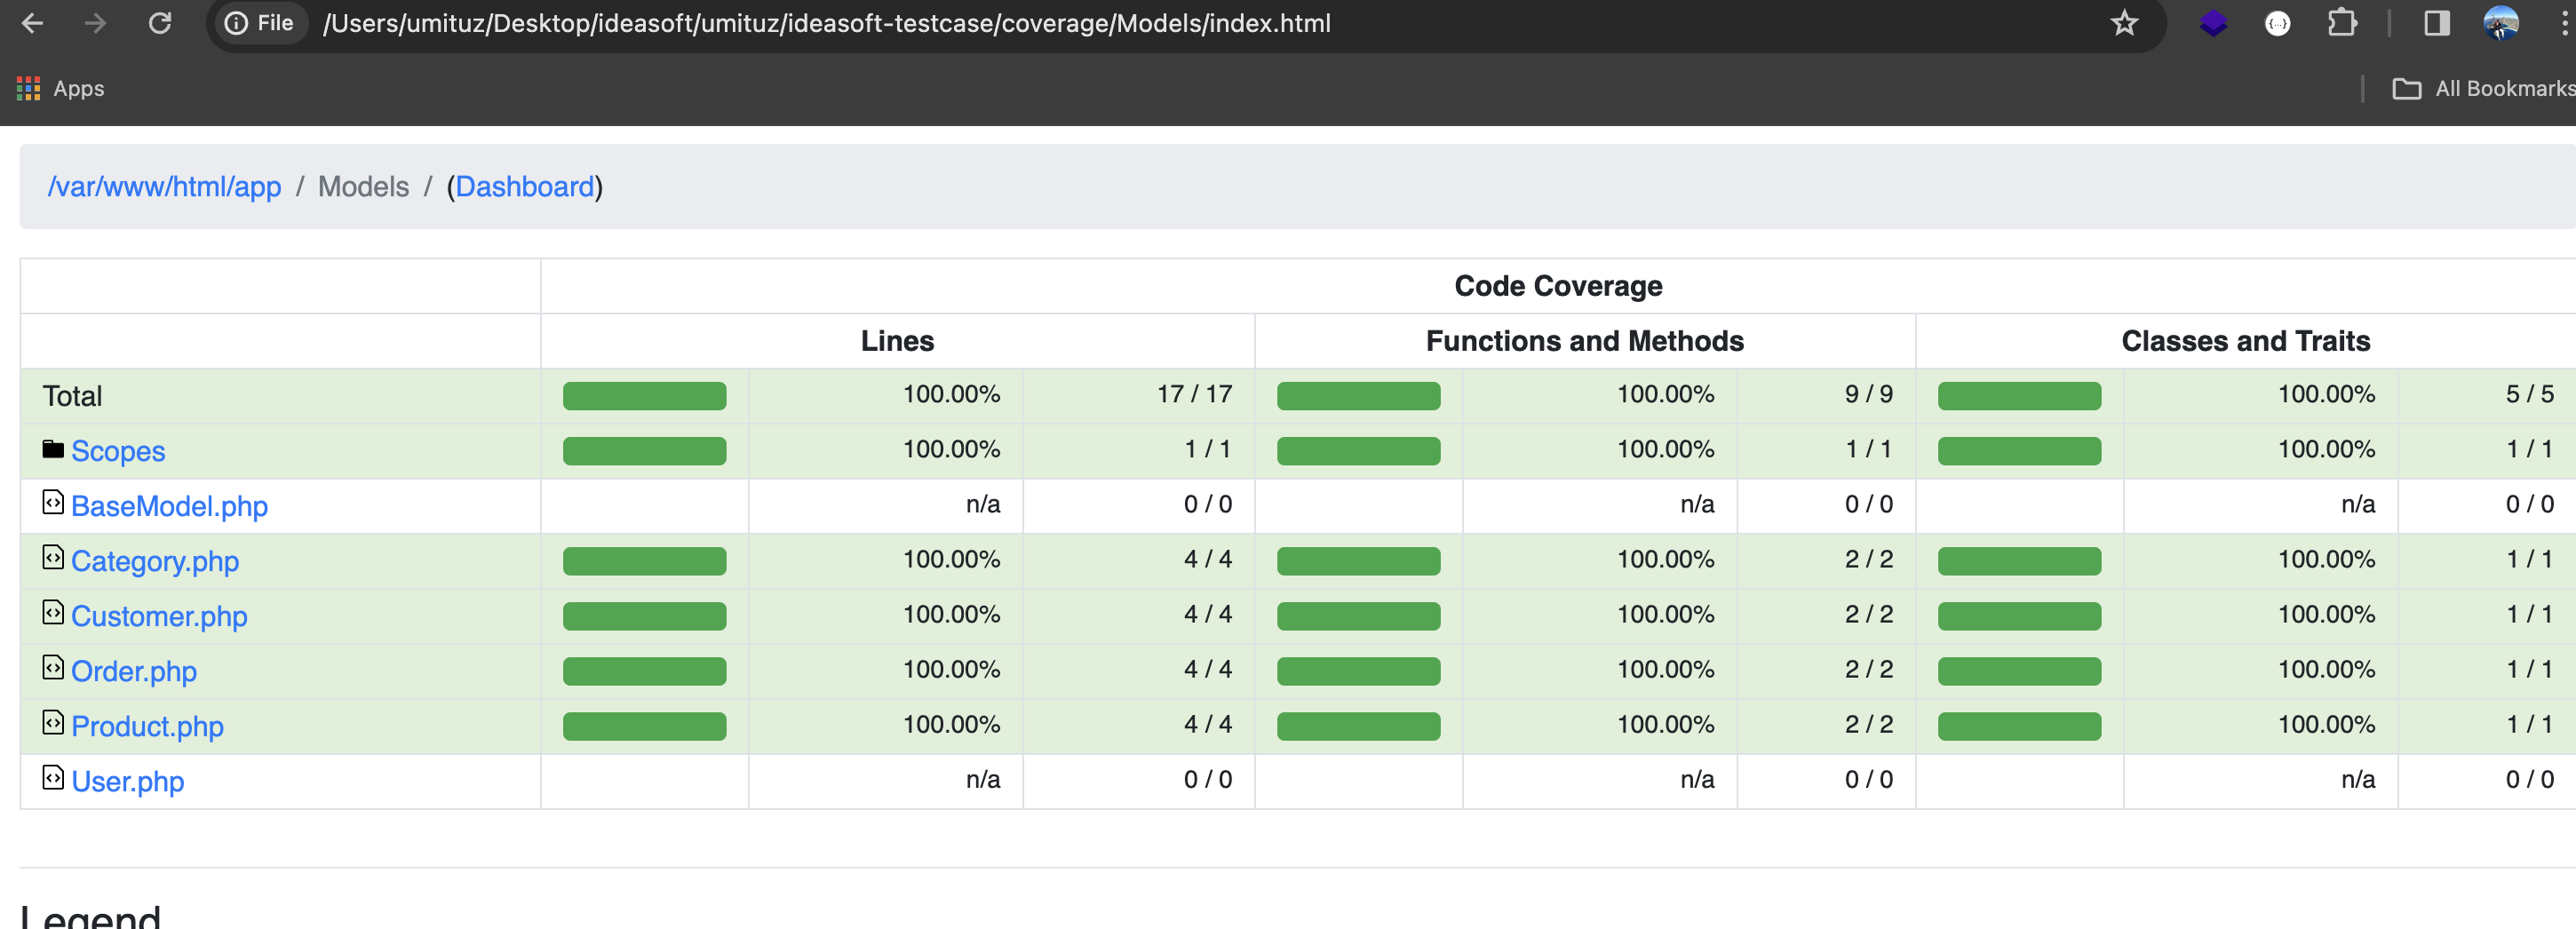 File /Users/umituz/Desktop/ideasoft/umituz/ideasoft-testcase/coverage/Models/index.html
Apps All Bookmarks
/var/www/html/app / Models / (Dashboard)
Code Coverage
Lines Functions and Methods Classes and Traits
Total 100.00% 17 / 17 100.00% 9 / 9 100.00% 5 / 5
Scopes 100.00% 1 / 1 100.00% 1 / 1 100.00% 1 / 1
BaseModel.php n/a 0 / 0 n/a 0 / 0 n/a 0 / 0
Category.php 100.00% 4 / 4 100.00% 2 / 2 100.00% 1 / 1
Customer.php 100.00% 4 / 4 100.00% 2 / 2 100.00% 1 / 1
Order.php 100.00% 4 / 4 100.00% 2 / 2 100.00% 1 / 1
Product.php 100.00% 4 / 4 100.00% 2 / 2 100.00% 1 / 1
User.php n/a 0 / 0 n/a 0 / 0 n/a 0 / 0
Legend